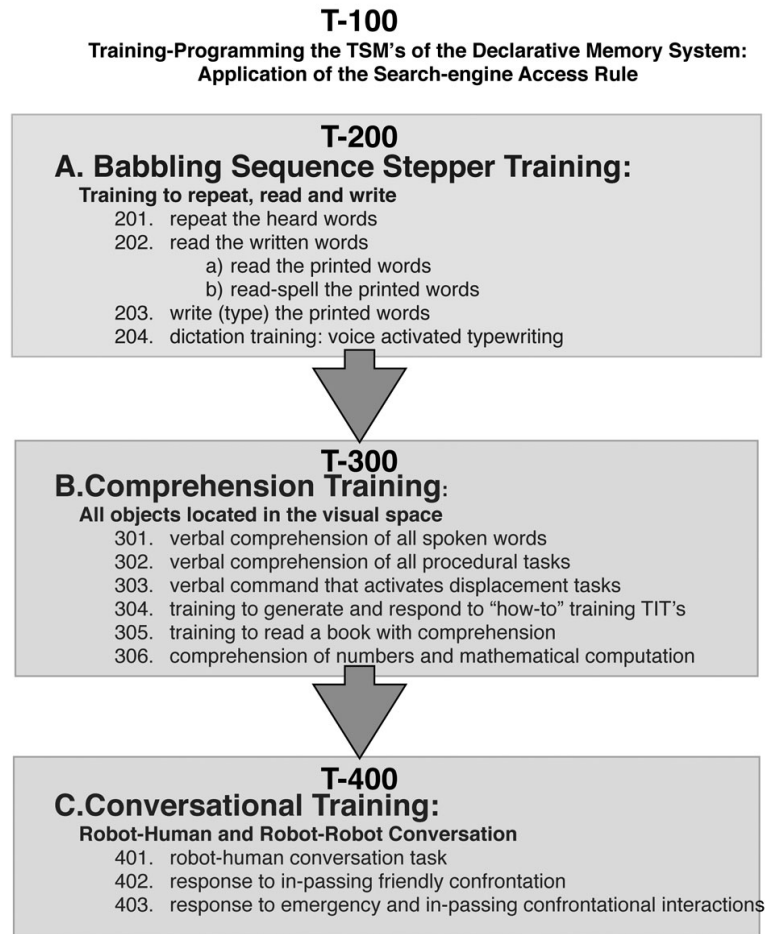 T-100
Training-Programming the TSM's of the Declarative Memory System:
Application of the Search-engine Access Rule
T-200
A. Babbling Sequence Stepper Training:
Training to repeat, read and write
201. repeat the heard words
202. read the written words
a) read the printed words
b) read-spell the printed words
203. write (type) the printed words
204. dictation training: voice activated typewriting
T-300
B.Comprehension Training:
All objects located in the visual space
301. verbal comprehension of all spoken words
302. verbal comprehension of all procedural tasks
303. verbal command that activates displacement tasks
304. training to generate and respond to “how-to” training TIT’s
305. training to read a book with comprehension
306. comprehension of numbers and mathematical computation
T-400
C.Conversational Training:
Robot-Human and Robot-Robot Conversation
401. robot-human conversation task
402. response to in-passing friendly confrontation
403. response to emergency and in-passing confrontational interactions